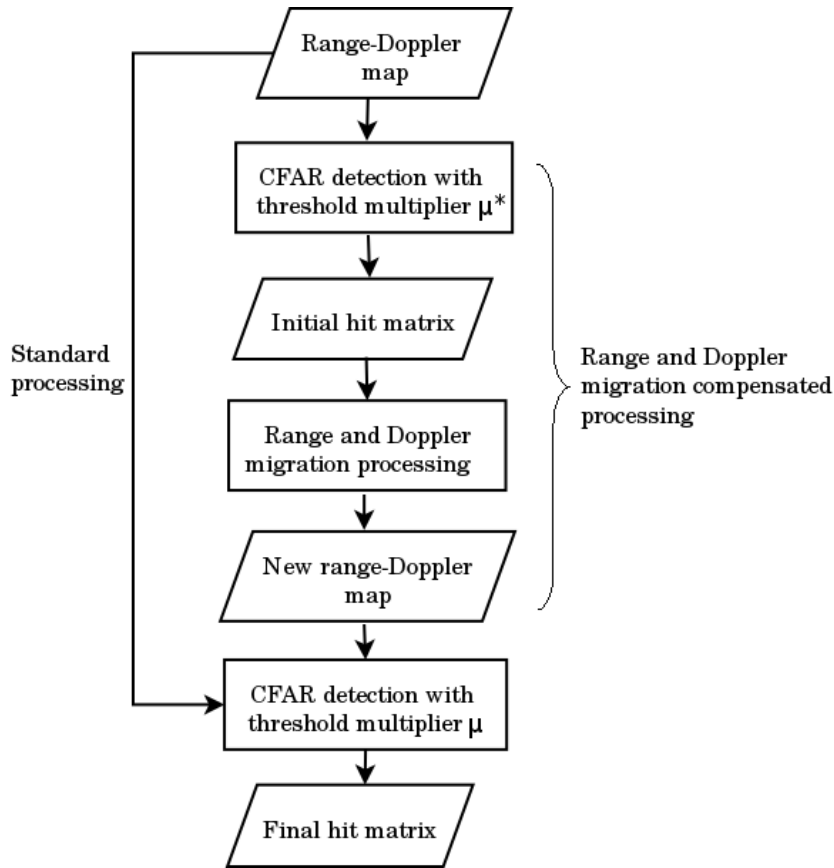 Range-Doppler
map
CFAR detection with
threshold multiplier μ*
Initial hit matrix
Standard
processing
Range and Doppler
migration compensated
processing
Range and Doppler
migration processing
New range-Doppler
map
CFAR detection with
threshold multiplier μ
Final hit matrix